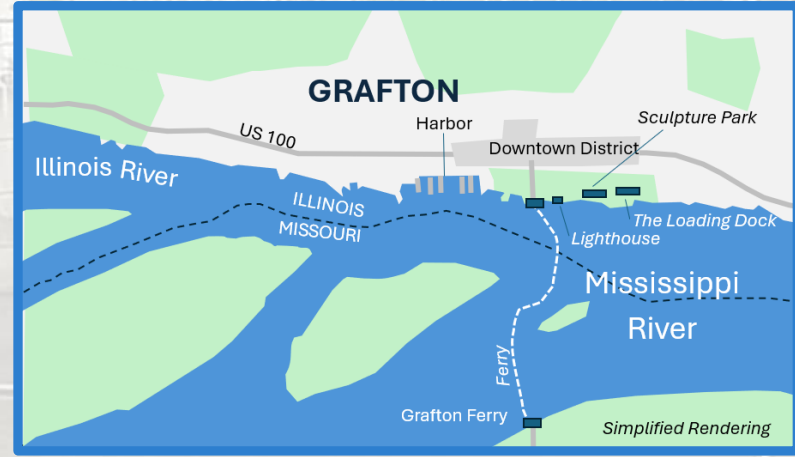 GRAFTON
Sculpture Park
Harbor
US 100
Downtown District
Illinois River
ILLINOIS
MISSOURI
The Loading Dock
Lighthouse
Mississippi
River
Ferry
Grafton Ferry
Simplified Rendering